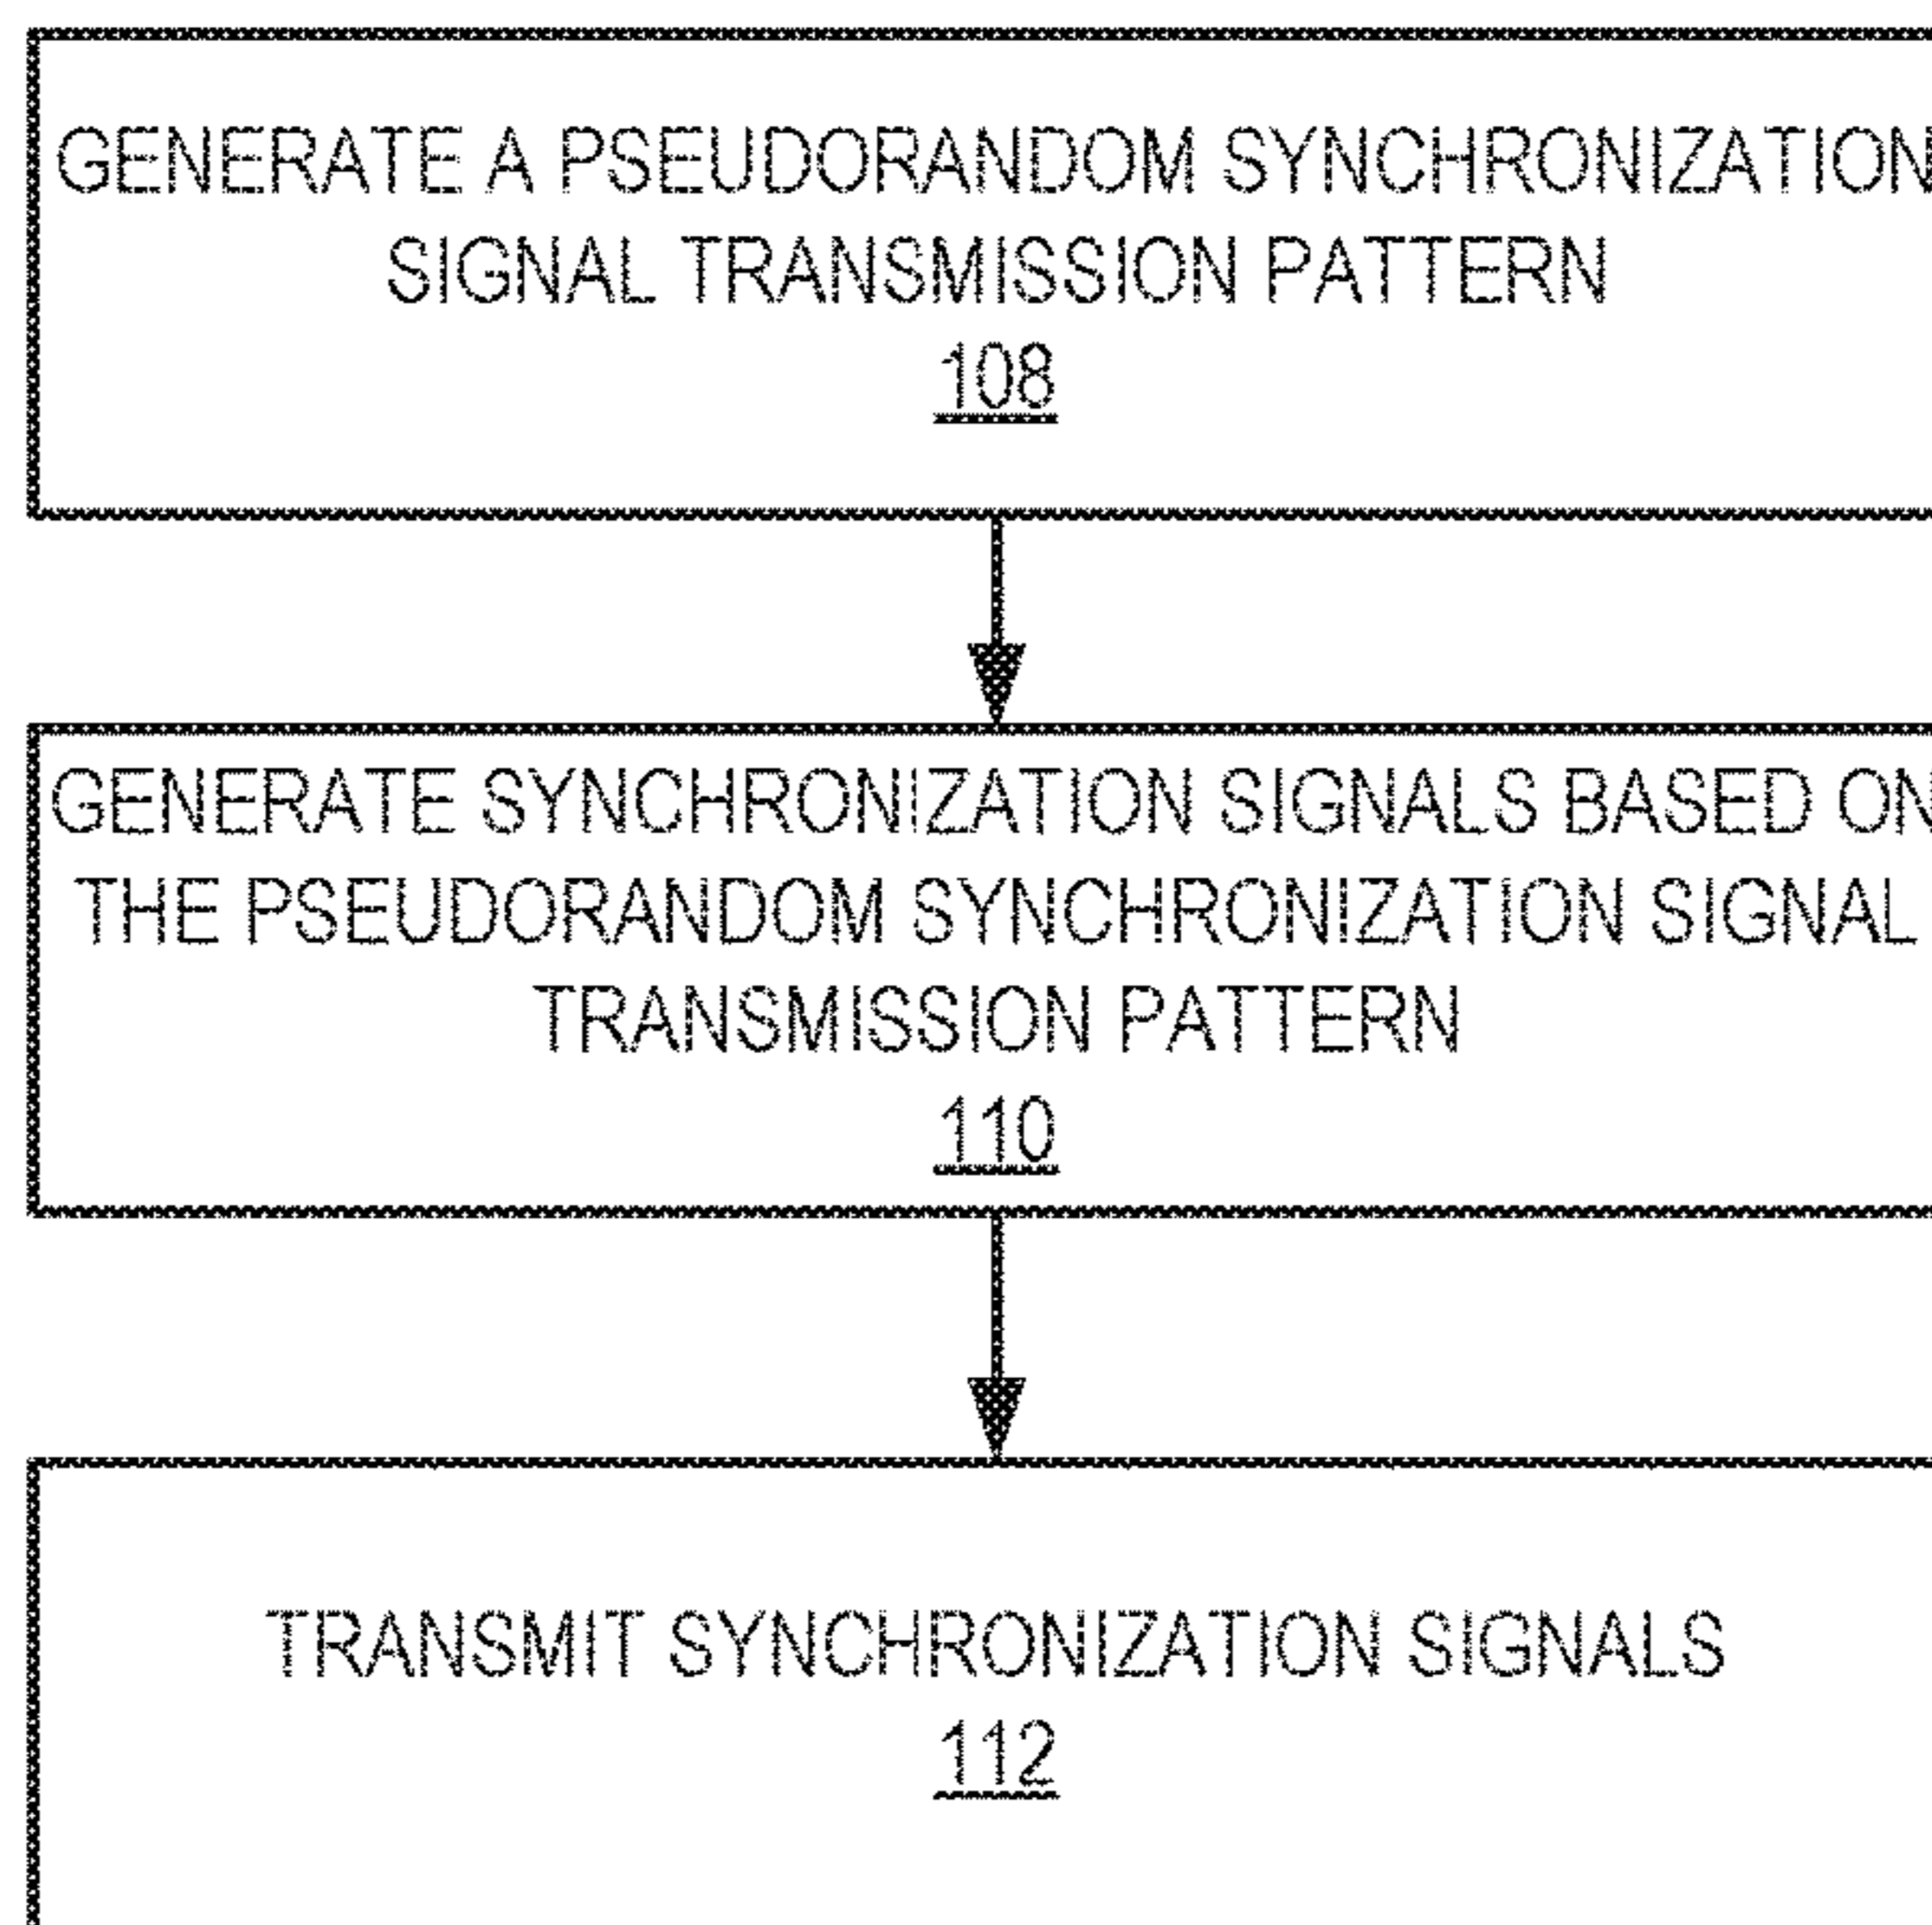 GENERATE A PSEUDORANDOM SYNCHRONIZATION
SIGNAL TRANSMISSION PATTERN
108
GENERATE SYNCHRONIZATION SIGNALS BASED ON
THE PSEUDORANDOM SYNCHRONIZATION SIGNAL
TRANSMISSION PATTERN
110
TRANSMIT SYNCHRONIZATION SIGNALS
112